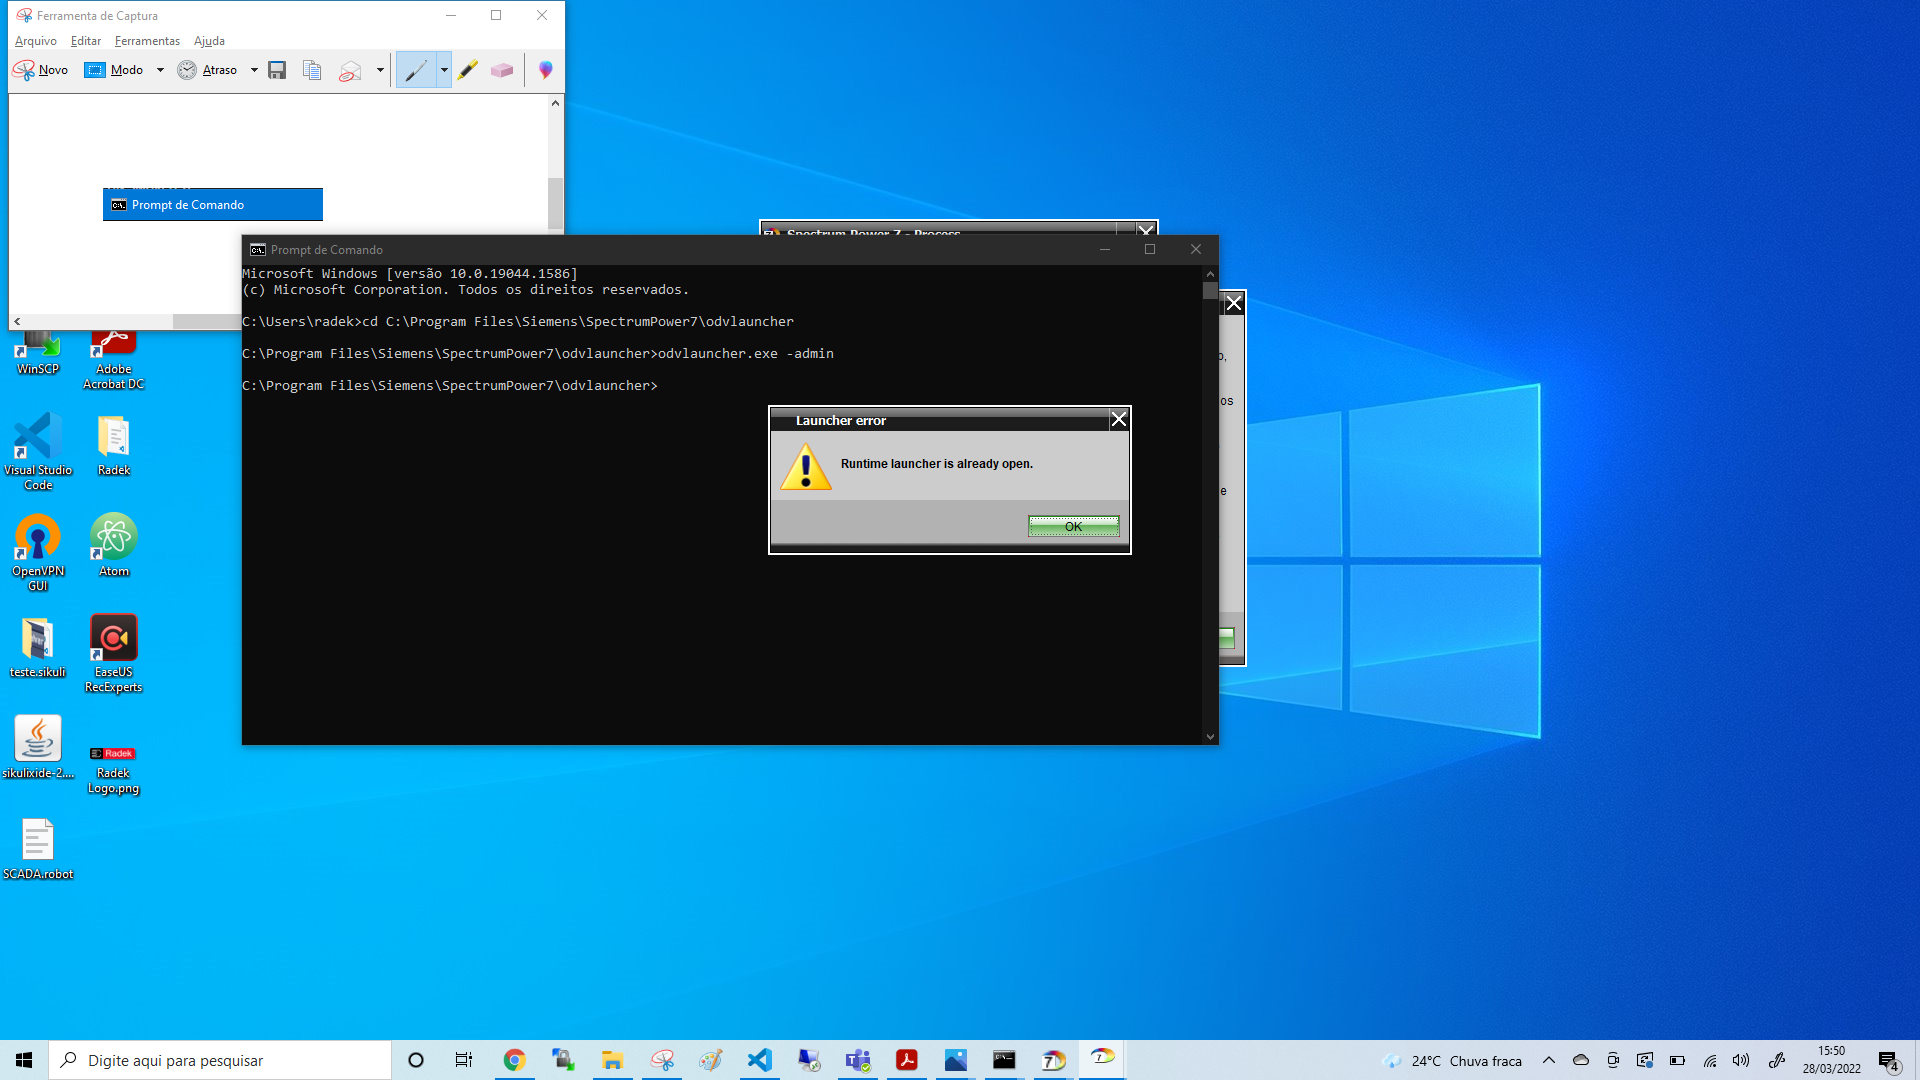 Ferramenta de Captura
Arquivo Editar Ferramentas Ajuda
Novo Modo Atraso
Prompt de Comando
Spectrum Power 7 - Process
Prompt de Comando
Microsoft Windows [versão 10.0.19044.1586]
(c) Microsoft Corporation. Todos os direitos reservados.
C:\Users\radek>cd C:\Program Files\Siemens\SpectrumPower7\odvlauncher
C:\Program Files\Siemens\SpectrumPower7\odvlauncher>odvlauncher.exe -admin
C:\Program Files\Siemens\SpectrumPower7\odvlauncher>
Launcher error
Runtime launcher is already open.
OK
os
e
WinSCP
Adobe
Acrobat DC
Visual Studio
Code
Radek
OpenVPN
GUI
Atom
teste.sikuli
EaseUS
RecExperts
sikulixide-2....
Radek
Radek
Logo.png
SCADA.robot
Digite aqui para pesquisar
24°C Chuva fraca
15:50
28/03/2022
4